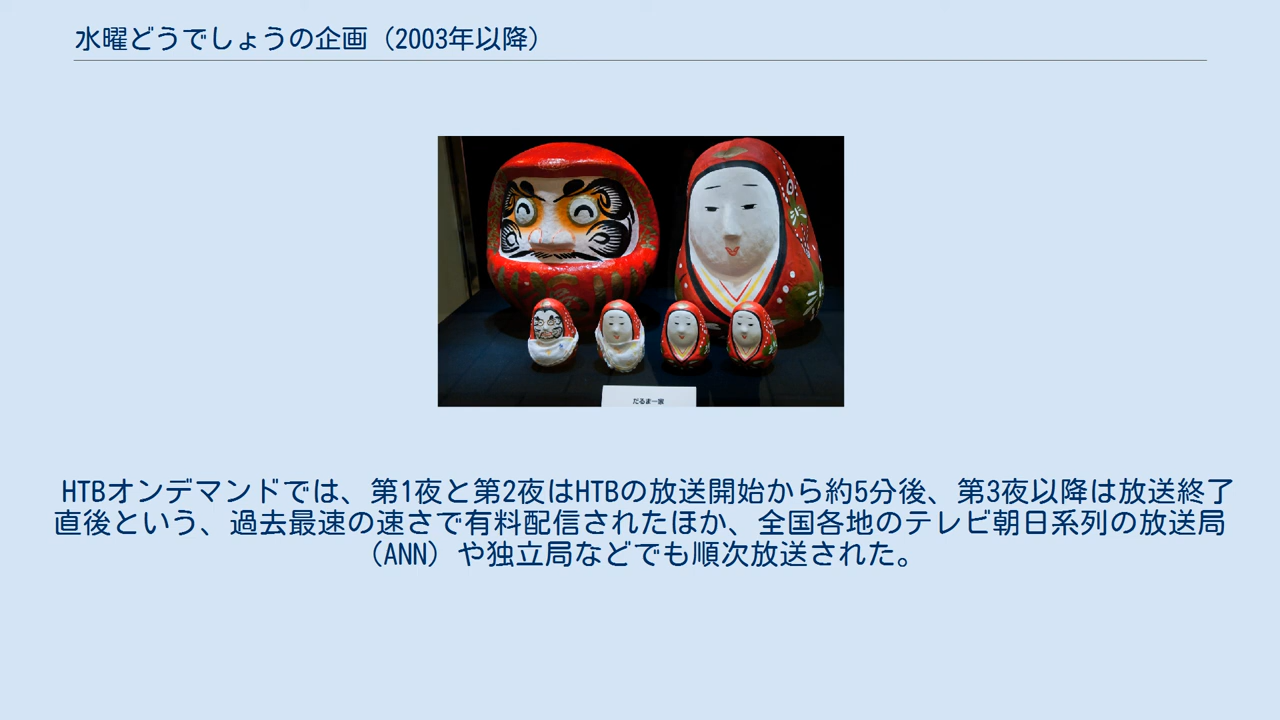 水曜どうでしょうの企画（2003年以降）
だるま一家
HTBオンデマンドでは、第1夜と第2夜はHTBの放送開始から約5分後、第3夜以降は放送終了
直後という、過去最速の速さで有料配信されたほか、全国各地のテレビ朝日系列の放送局
（ANN）や独立局などでも順次放送された。